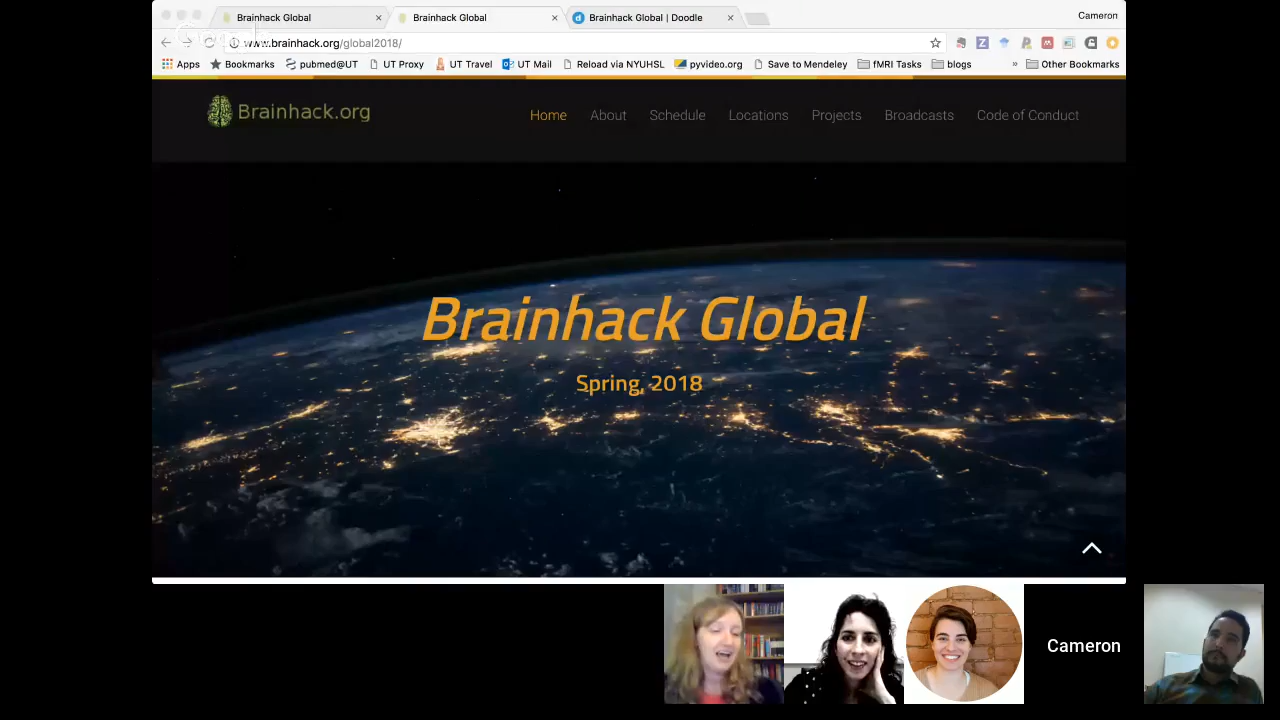 Brainhack Global
Brainhack Global
Brainhack Global | Doodle
Cameron
www.brainhack.org/global2018/
Apps
Bookmarks
pubmed@UT
UT Proxy
UT Travel
UT Mail
Reload via NYUHSL
pyvideo.org
Save to Mendeley
fMRI Tasks
blogs
»
Other Bookmarks
Brainhack.org
Home
About
Schedule
Locations
Projects
Broadcasts
Code of Conduct
Brainhack Global
Spring, 2018
Cameron